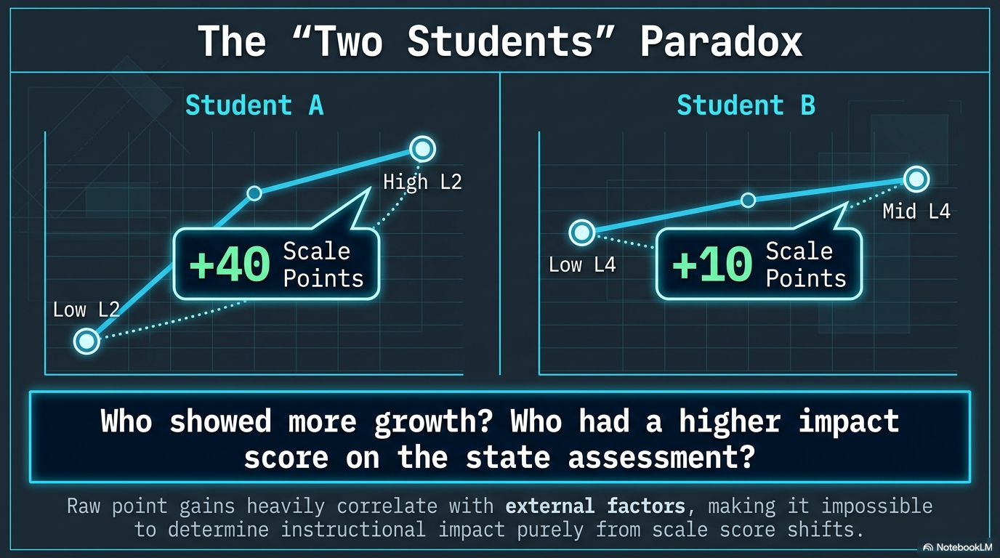 The “Two Students” Paradox
Student A
High L2
+40 Scale
Points
Low L2
Student B
Mid L4
Low L4
+10 Scale
Points
Who showed more growth? Who had a higher impact
score on the state assessment?
Raw point gains heavily correlate with external factors, making it impossible
to determine instructional impact purely from scale score shifts.
NotebookLM